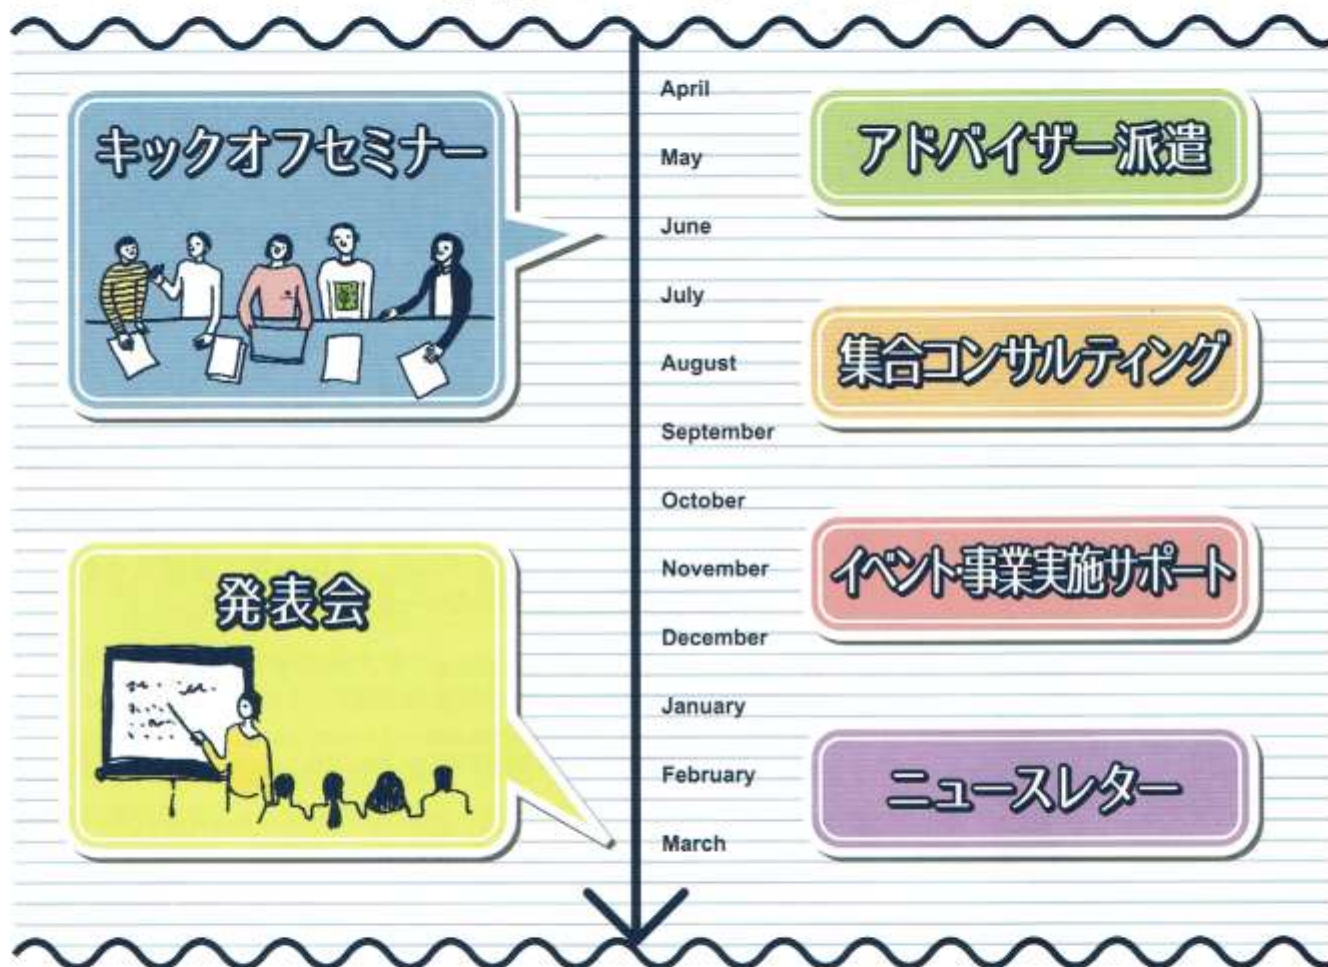 キックオフセミナー
発表会
April
May
June
July
August
September
October
November
December
January
February
March
アドバイザー派遣
集合コンサルティング
イベント・事業実施サポート
ニュースレター